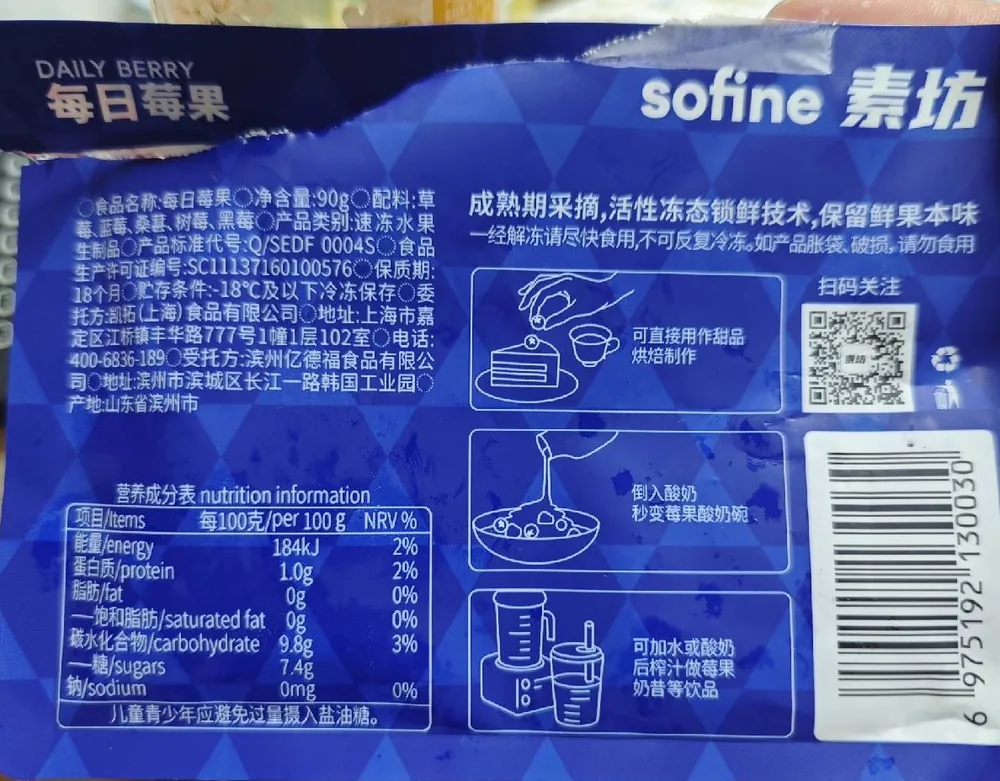 DAILY BERRY
每日莓果
sofine 素坊
食品名称:每日莓果 净含量:90g 配料:草
莓、蓝莓、桑葚、树莓、黑莓 产品类别:速冻水果
生制品 产品标准代号:Q/SEDF 0004S 食品
生产许可证编号:SC11137160100576 保质期:
18个月 贮存条件:-18℃及以下冷冻保存 委
托方:凯拓(上海)食品有限公司 地址:上海市嘉
定区江桥镇丰华路777号1幢1层102室 电话:
400-6836-189 受托方:滨州亿德福食品有限公
司 地址:滨州市滨城区长江一路韩国工业园
产地:山东省滨州市
营养成分表 nutrition information
项目/Items 每100克/per 100 g NRV %
能量/energy 184kJ 2%
蛋白质/protein 1.0g 2%
脂肪/fat 0g 0%
—饱和脂肪/saturated fat 0g 0%
碳水化合物/carbohydrate 9.8g 3%
—糖/sugars 7.4g
钠/sodium 0mg 0%
儿童青少年应避免过量摄入盐油糖。
成熟期采摘,活性冻态锁鲜技术,保留鲜果本味
一经解冻请尽快食用,不可反复冷冻。如产品胀袋、破损,请勿食用
可直接用作甜品
烘焙制作
倒入酸奶
秒变莓果酸奶碗
可加水或酸奶
后榨汁做莓果
奶昔等饮品
扫码关注
素坊
6 975192 130030